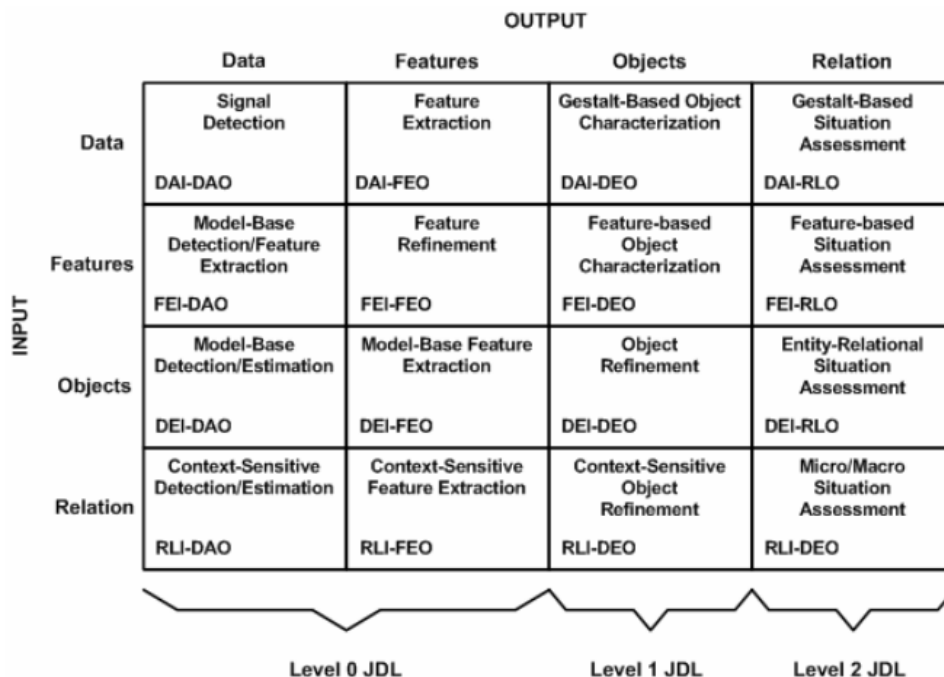 OUTPUT
Data Features Objects Relation
INPUT
Data
Signal
Detection
DAI-DAO
Feature
Extraction
DAI-FEO
Gestalt-Based Object
Characterization
DAI-DEO
Gestalt-Based
Situation
Assessment
DAI-RLO
Features
Model-Base
Detection/Feature
Extraction
FEI-DAO
Feature
Refinement
FEI-FEO
Feature-based
Object
Characterization
FEI-DEO
Feature-based
Situation
Assessment
FEI-RLO
Objects
Model-Base
Detection/Estimation
DEI-DAO
Model-Base Feature
Extraction
DEI-FEO
Object
Refinement
DEI-DEO
Entity-Relational
Situation
Assessment
DEI-RLO
Relation
Context-Sensitive
Detection/Estimation
RLI-DAO
Context-Sensitive
Feature Extraction
RLI-FEO
Context-Sensitive
Object
Refinement
RLI-DEO
Micro/Macro
Situation
Assessment
RLI-DEO
Level 0 JDL Level 1 JDL Level 2 JDL